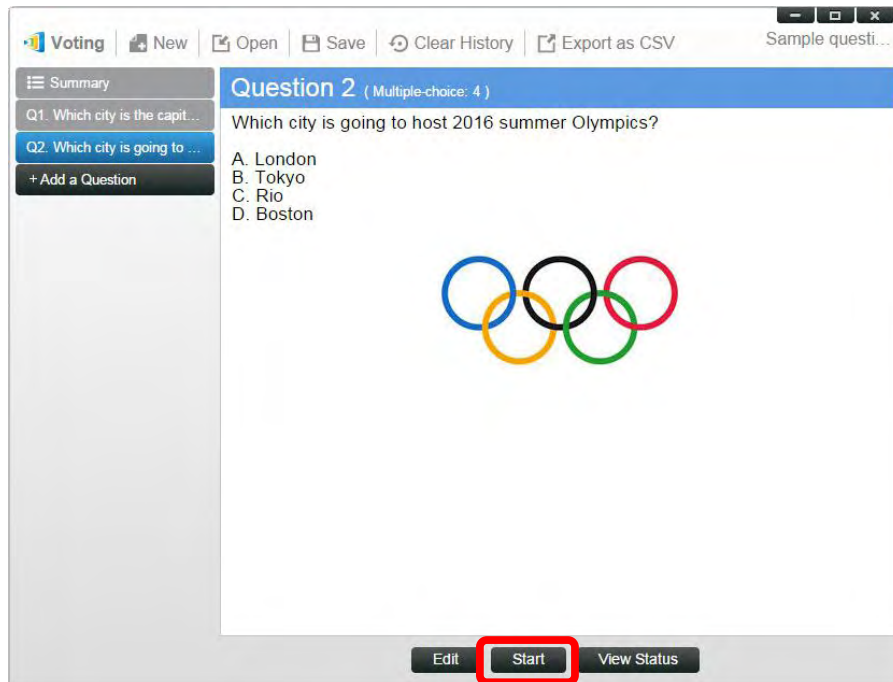 Voting New Open Save Clear History Export as CSV Sample questi...
Summary
Q1. Which city is the capit...
Q2. Which city is going to ...
+ Add a Question
Question 2 ( Multiple-choice: 4 )
Which city is going to host 2016 summer Olympics?
A. London
B. Tokyo
C. Rio
D. Boston
Edit Start View Status